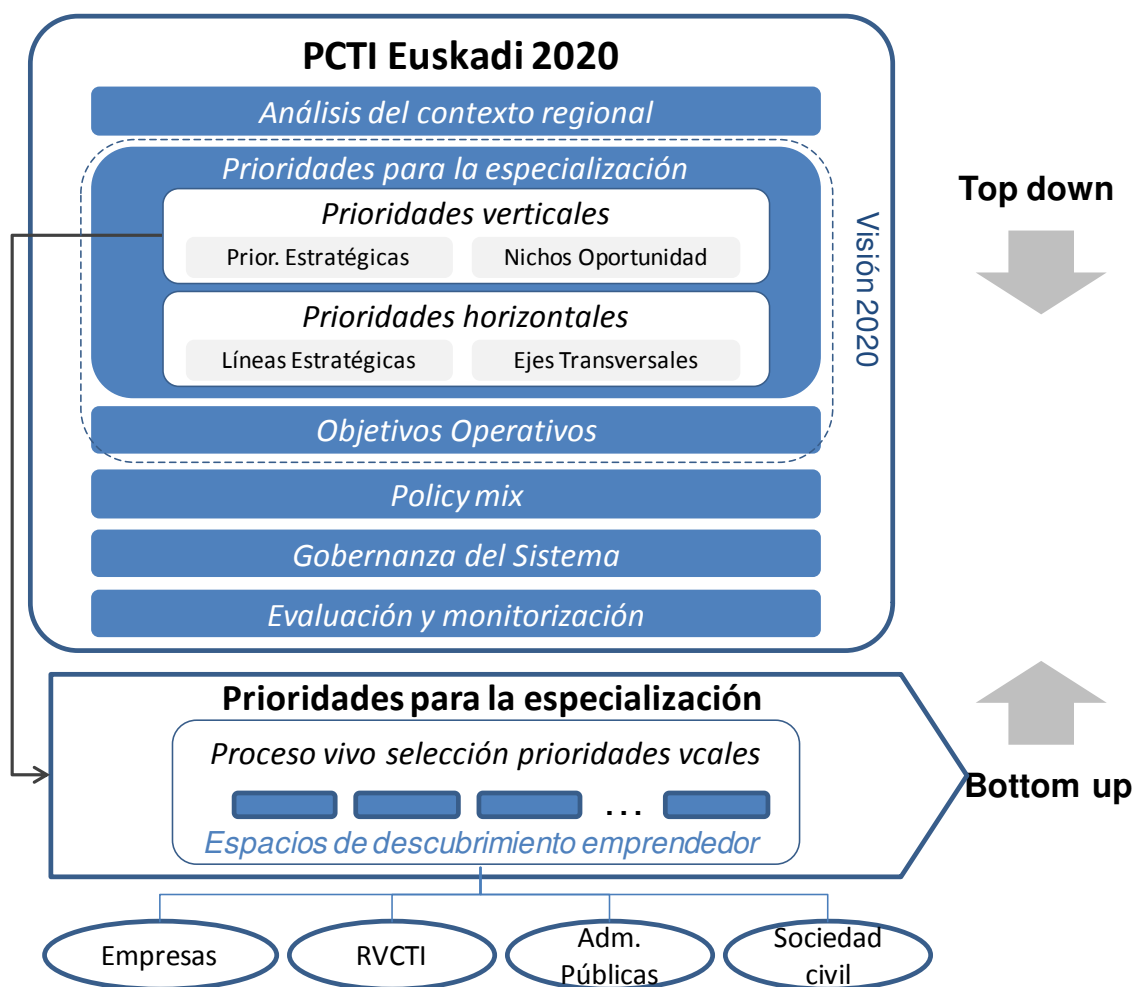 PCTI Euskadi 2020
Análisis del contexto regional
Prioridades para la especialización
Prioridades verticales
Prior. Estratégicas
Nichos Oportunidad
Prioridades horizontales
Líneas Estratégicas
Ejes Transversales
Objetivos Operativos
Visión 2020
Policy mix
Gobernanza del Sistema
Evaluación y monitorización
Top down
Prioridades para la especialización
Proceso vivo selección prioridades vcales
...
Espacios de descubrimiento emprendedor
Bottom up
Empresas
RVCTI
Adm.
Públicas
Sociedad
civil